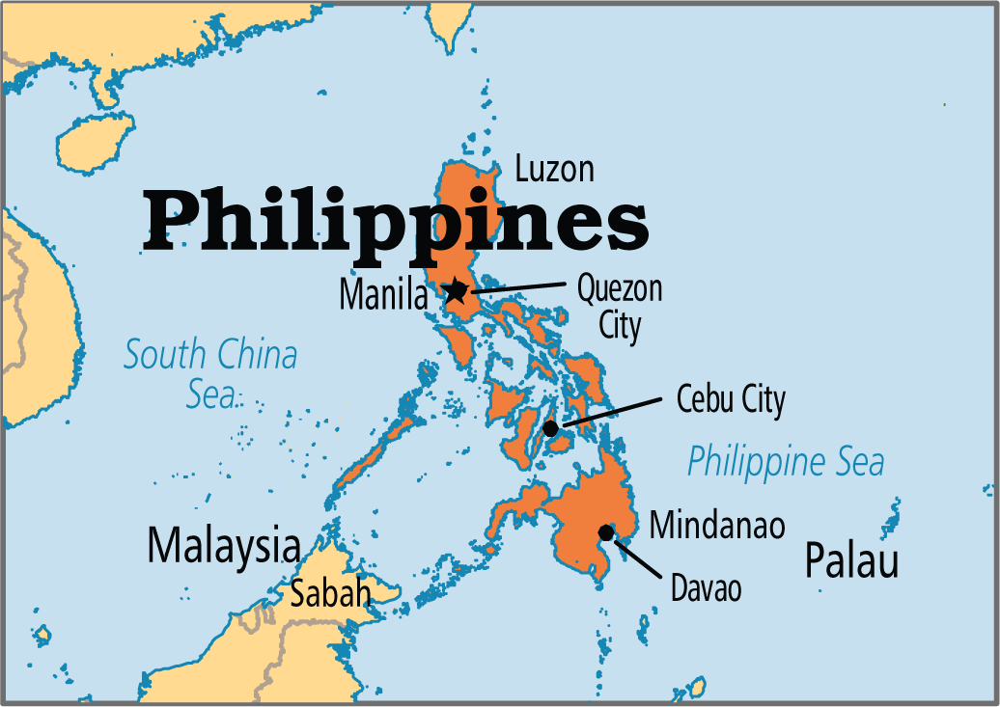 Luzon
Philippines
Manila
Quezon
City
South China
Sea
Cebu City
Philippine Sea
Mindanao
Malaysia
Palau
Sabah
Davao